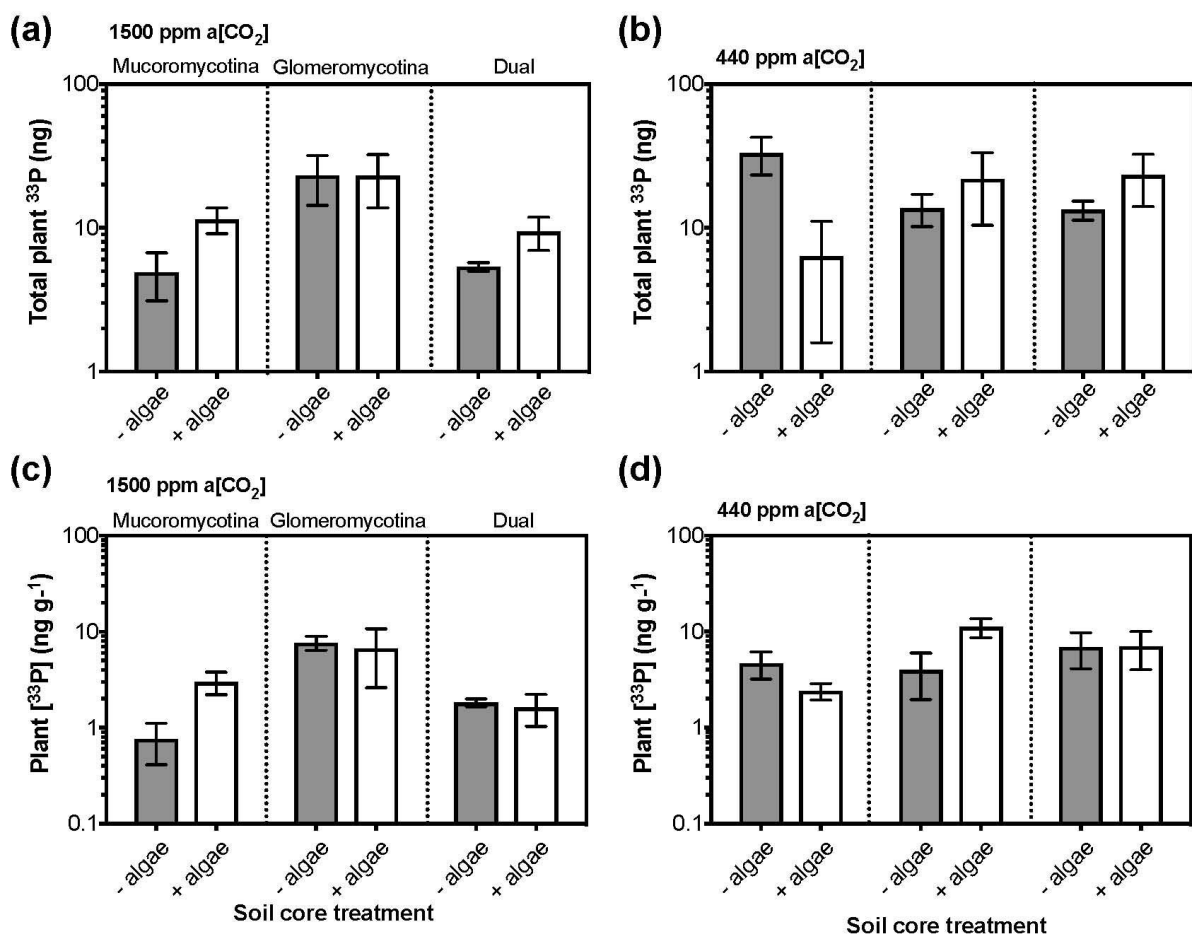 (a)
1500 ppm a[CO₂]
Mucoromycotina Glomeromycotina Dual
Total plant ³³P (ng)
100
10
1
- algae + algae - algae + algae - algae + algae
(b)
440 ppm a[CO₂]
Total plant ³³P (ng)
100
10
1
- algae + algae - algae + algae - algae + algae
(c)
1500 ppm a[CO₂]
Mucoromycotina Glomeromycotina Dual
Plant [³³P] (ng g⁻¹)
100
10
1
0.1
- algae + algae - algae + algae - algae + algae
Soil core treatment
(d)
440 ppm a[CO₂]
Plant [³³P] (ng g⁻¹)
100
10
1
0.1
- algae + algae - algae + algae - algae + algae
Soil core treatment